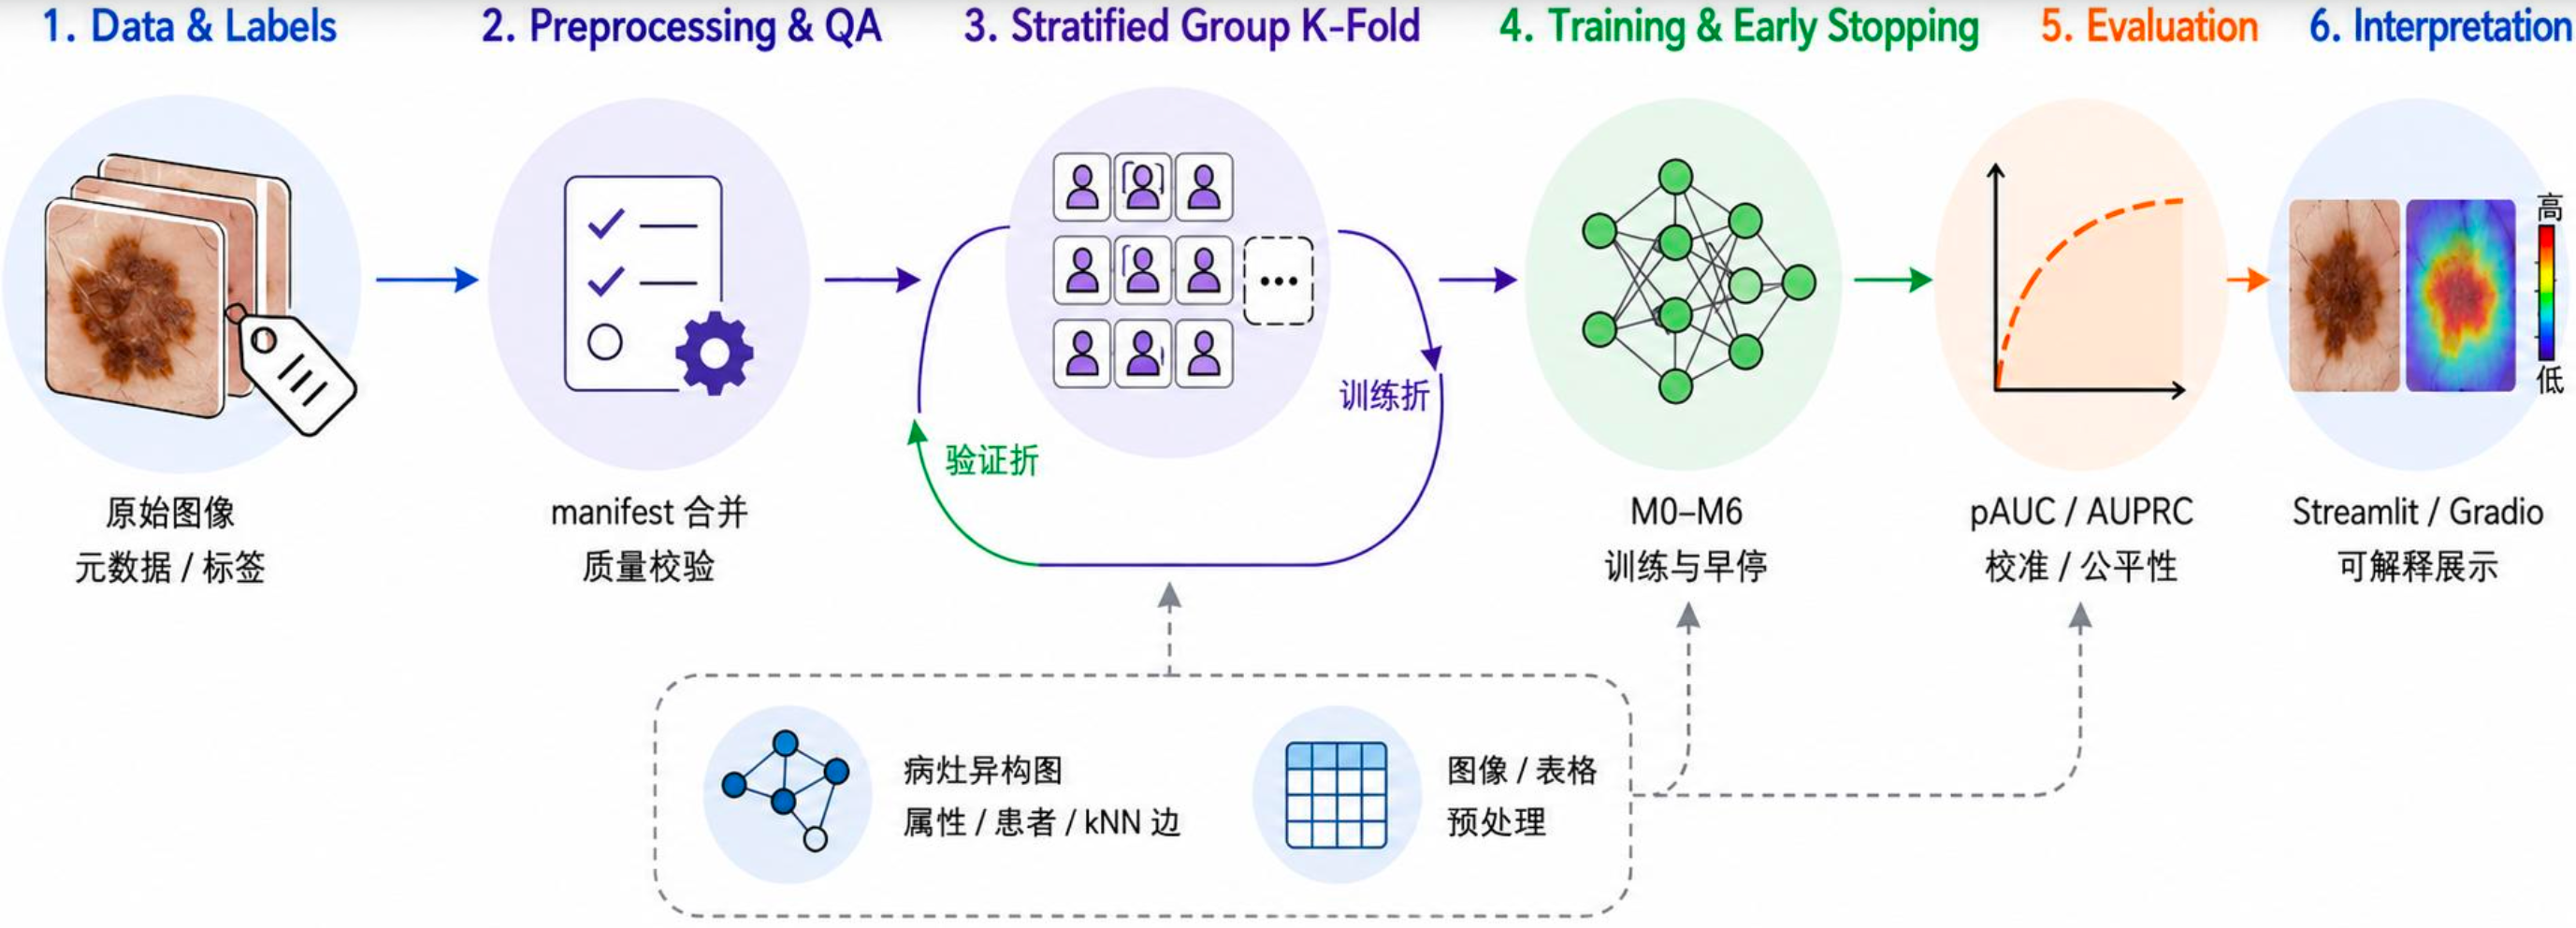 1. Data & Labels
2. Preprocessing & QA
3. Stratified Group K-Fold
4. Training & Early Stopping
5. Evaluation
6. Interpretation
高
低
训练折
验证折
原始图像
元数据 / 标签
manifest 合并
质量校验
M0–M6
训练与早停
pAUC / AUPRC
校准 / 公平性
Streamlit / Gradio
可解释展示
病灶异构图
属性 / 患者 / kNN 边
图像 / 表格
预处理